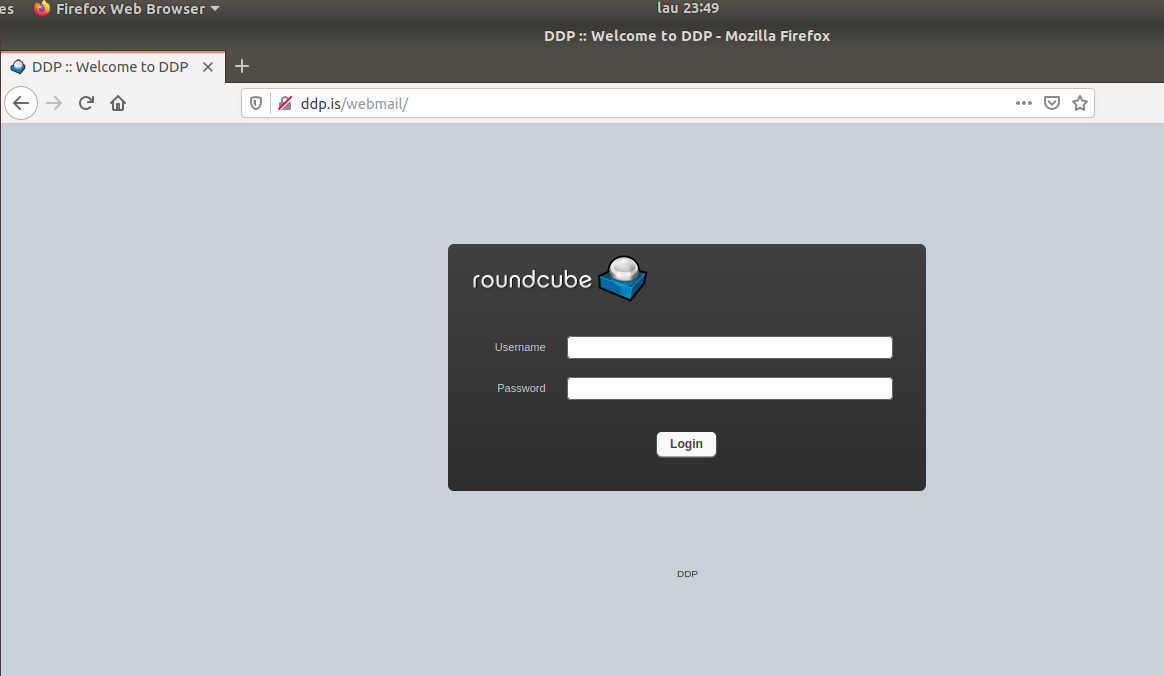 es Firefox Web Browser lau 23:49
DDP :: Welcome to DDP - Mozilla Firefox
DDP :: Welcome to DDP
ddp.is/webmail/
roundcube
Username
Password
Login
DDP